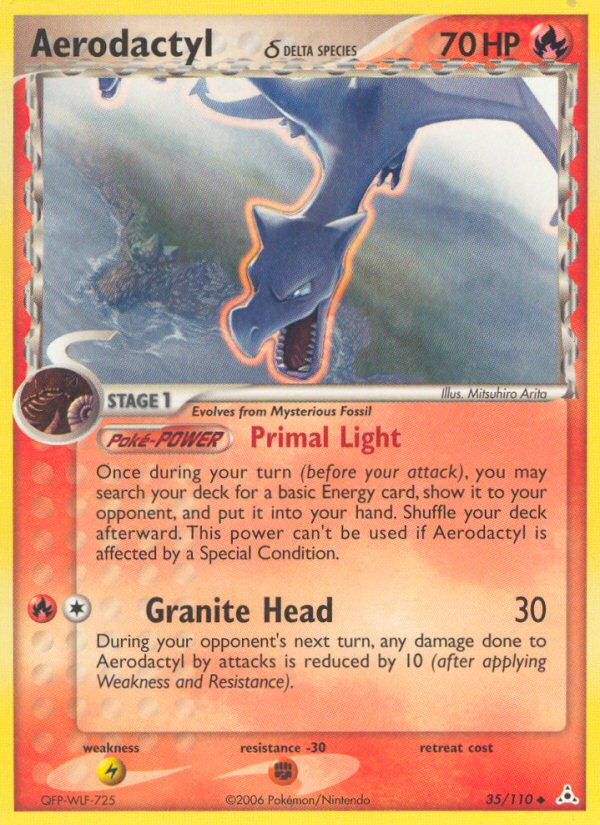 Aerodactyl δ DELTA SPECIES 70 HP
Illus. Mitsuhiro Arita
STAGE 1
Evolves from Mysterious Fossil
Poké-POWER Primal Light
Once during your turn (before your attack), you may
search your deck for a basic Energy card, show it to your
opponent, and put it into your hand. Shuffle your deck
afterward. This power can't be used if Aerodactyl is
affected by a Special Condition.
Granite Head 30
During your opponent's next turn, any damage done to
Aerodactyl by attacks is reduced by 10 (after applying
Weakness and Resistance).
weakness resistance -30 retreat cost
QFP-WLF-725 ©2006 Pokémon/Nintendo 35/110